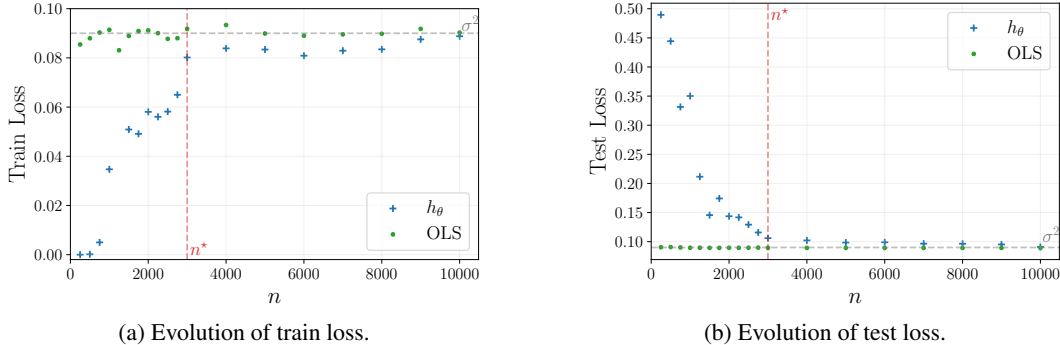 0.10
0.08
0.06
0.04
0.02
0.00
Train Loss
σ²
n⋆
hθ
OLS
0 2000 4000 6000 8000 10000
n
(a) Evolution of train loss.
0.50
0.45
0.40
0.35
0.30
0.25
0.20
0.15
0.10
Test Loss
n⋆
hθ
OLS
σ²
0 2000 4000 6000 8000 10000
n
(b) Evolution of test loss.